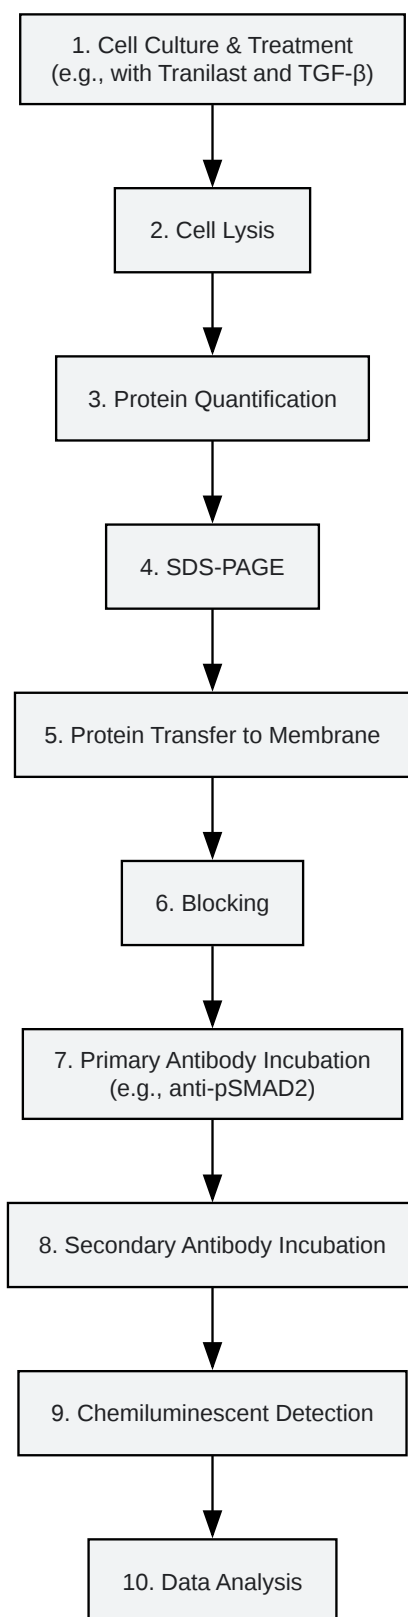 1. Cell Culture & Treatment
(e.g., with Tranilast and TGF-β)
2. Cell Lysis
3. Protein Quantification
4. SDS-PAGE
5. Protein Transfer to Membrane
6. Blocking
7. Primary Antibody Incubation
(e.g., anti-pSMAD2)
8. Secondary Antibody Incubation
9. Chemiluminescent Detection
10. Data Analysis